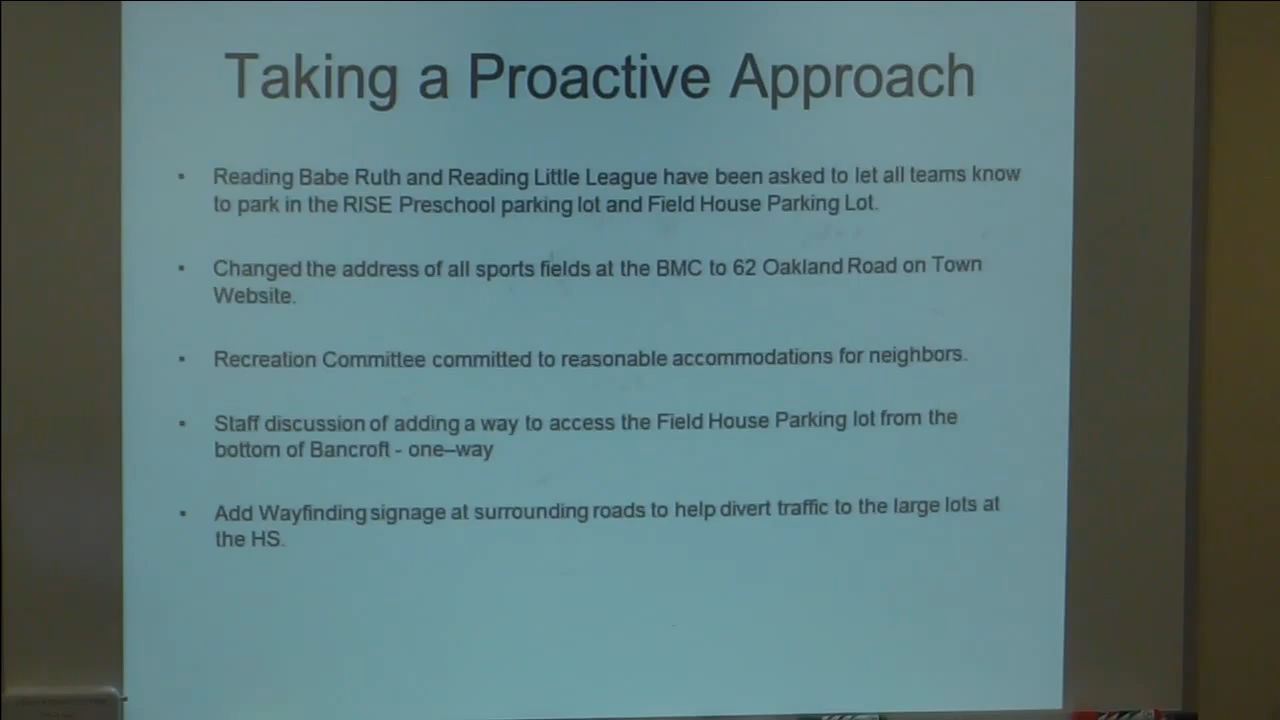 Taking a Proactive Approach
· Reading Babe Ruth and Reading Little League have been asked to let all teams know
to park in the RISE Preschool parking lot and Field House Parking Lot.
· Changed the address of all sports fields at the BMC to 62 Oakland Road on Town
Website.
· Recreation Committee committed to reasonable accommodations for neighbors.
· Staff discussion of adding a way to access the Field House Parking lot from the
bottom of Bancroft - one–way
· Add Wayfinding signage at surrounding roads to help divert traffic to the large lots at
the HS.